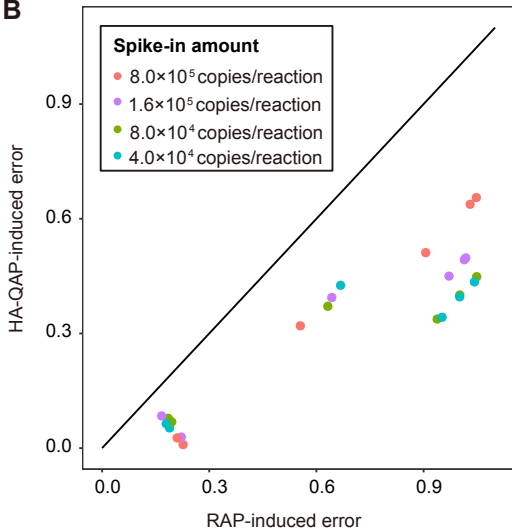 B
Spike-in amount
8.0×10⁵ copies/reaction
1.6×10⁵ copies/reaction
8.0×10⁴ copies/reaction
4.0×10⁴ copies/reaction
HA-QAP-induced error
0.9
0.6
0.3
0.0
0.0 0.3 0.6 0.9
RAP-induced error